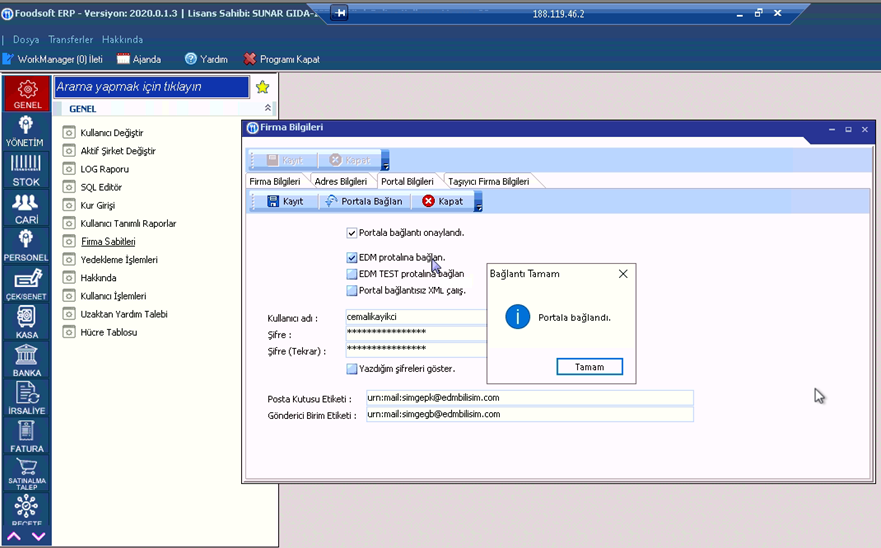 Foodsoft ERP - Versiyon: 2020.0.1.3 | Lisans Sahibi: SUNAR GIDA-
188.119.46.2
Dosya Transferler Hakkında
WorkManager (0) İleti Ajanda Yardım Programı Kapat
GENEL
YÖNETİM
STOK
CARİ
PERSONEL
ÇEK/SENET
KASA
BANKA
İRSALİYE
FATURA
SATINALMA
TALEP
REÇETE
Arama yapmak için tıklayın
GENEL
Kullanıcı Değiştir
Aktif Şirket Değiştir
LOG Raporu
SQL Editör
Kur Girişi
Kullanıcı Tanımlı Raporlar
Firma Sabitleri
Yedekleme İşlemleri
Hakkında
Kullanıcı İşlemleri
Uzaktan Yardım Talebi
Hücre Tablosu
Firma Bilgileri
Kayıt Kapat
Firma Bilgileri Adres Bilgileri Portal Bilgileri Taşıyıcı Firma Bilgileri
Kayıt Portala Bağlan Kapat
Portala bağlantı onaylandı.
EDM protalına bağlan.
EDM TEST protalına bağlan
Portal bağlantısız XML çalış.
Kullanıcı adı : cemalikayikci
Şifre : ****************
Şifre (Tekrar) : ****************
Yazdığım şifreleri göster.
Posta Kutusu Etiketi : urn:mail:simgepk@edmbilisim.com
Gönderici Birim Etiketi : urn:mail:simgegb@edmbilisim.com
Bağlantı Tamam
Portala bağlandı.
Tamam